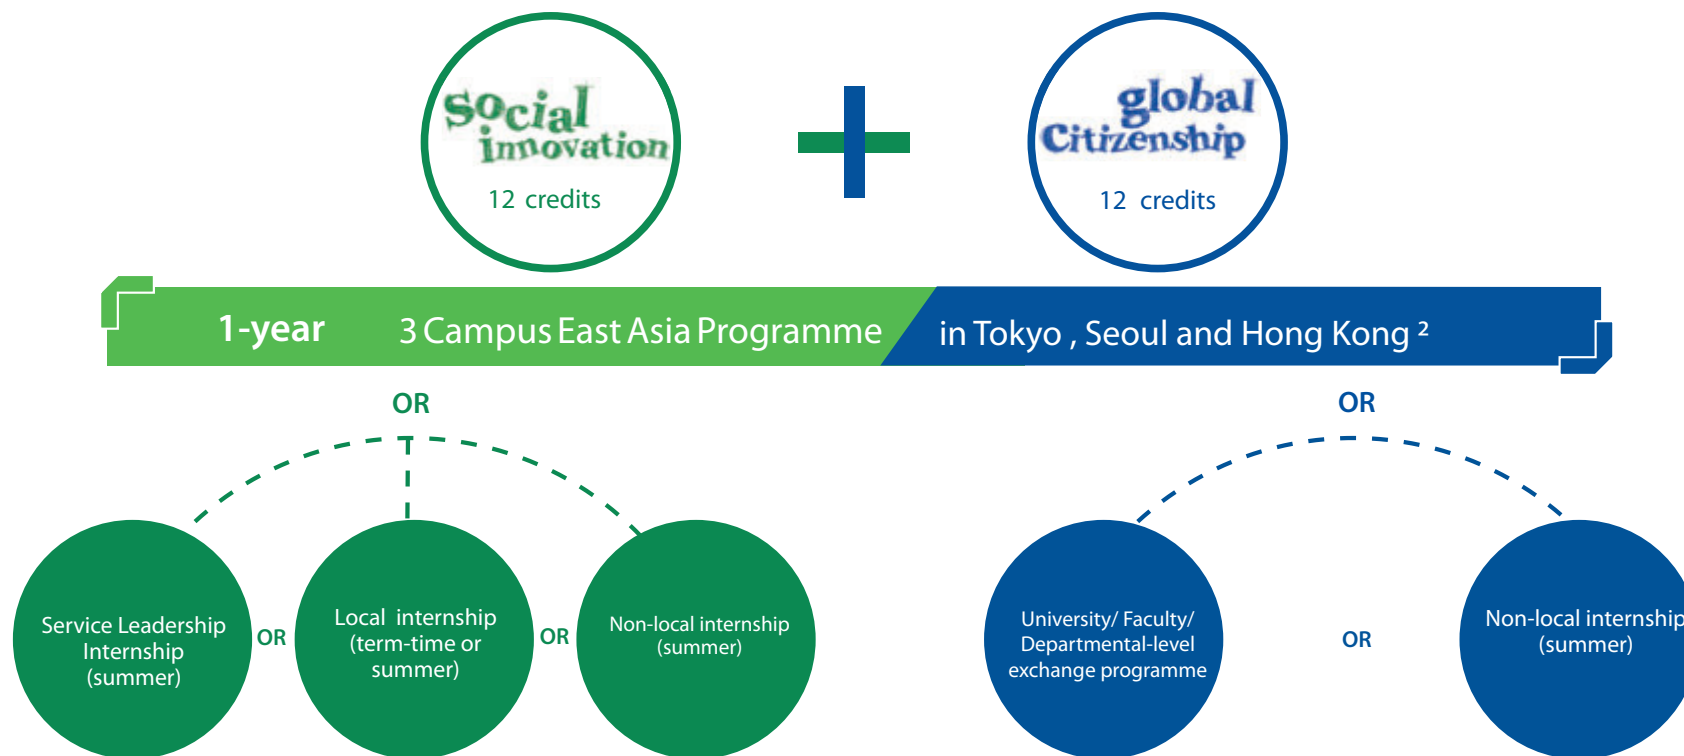 social
innovation
12 credits
global
Citizenship
12 credits
1-year 3 Campus East Asia Programme in Tokyo , Seoul and Hong Kong ²
OR
OR
Service Leadership
Internship
(summer)
OR
Local internship
(term-time or
summer)
OR
Non-local internship
(summer)
University/ Faculty/
Departmental-level
exchange programme
OR
Non-local internship
(summer)